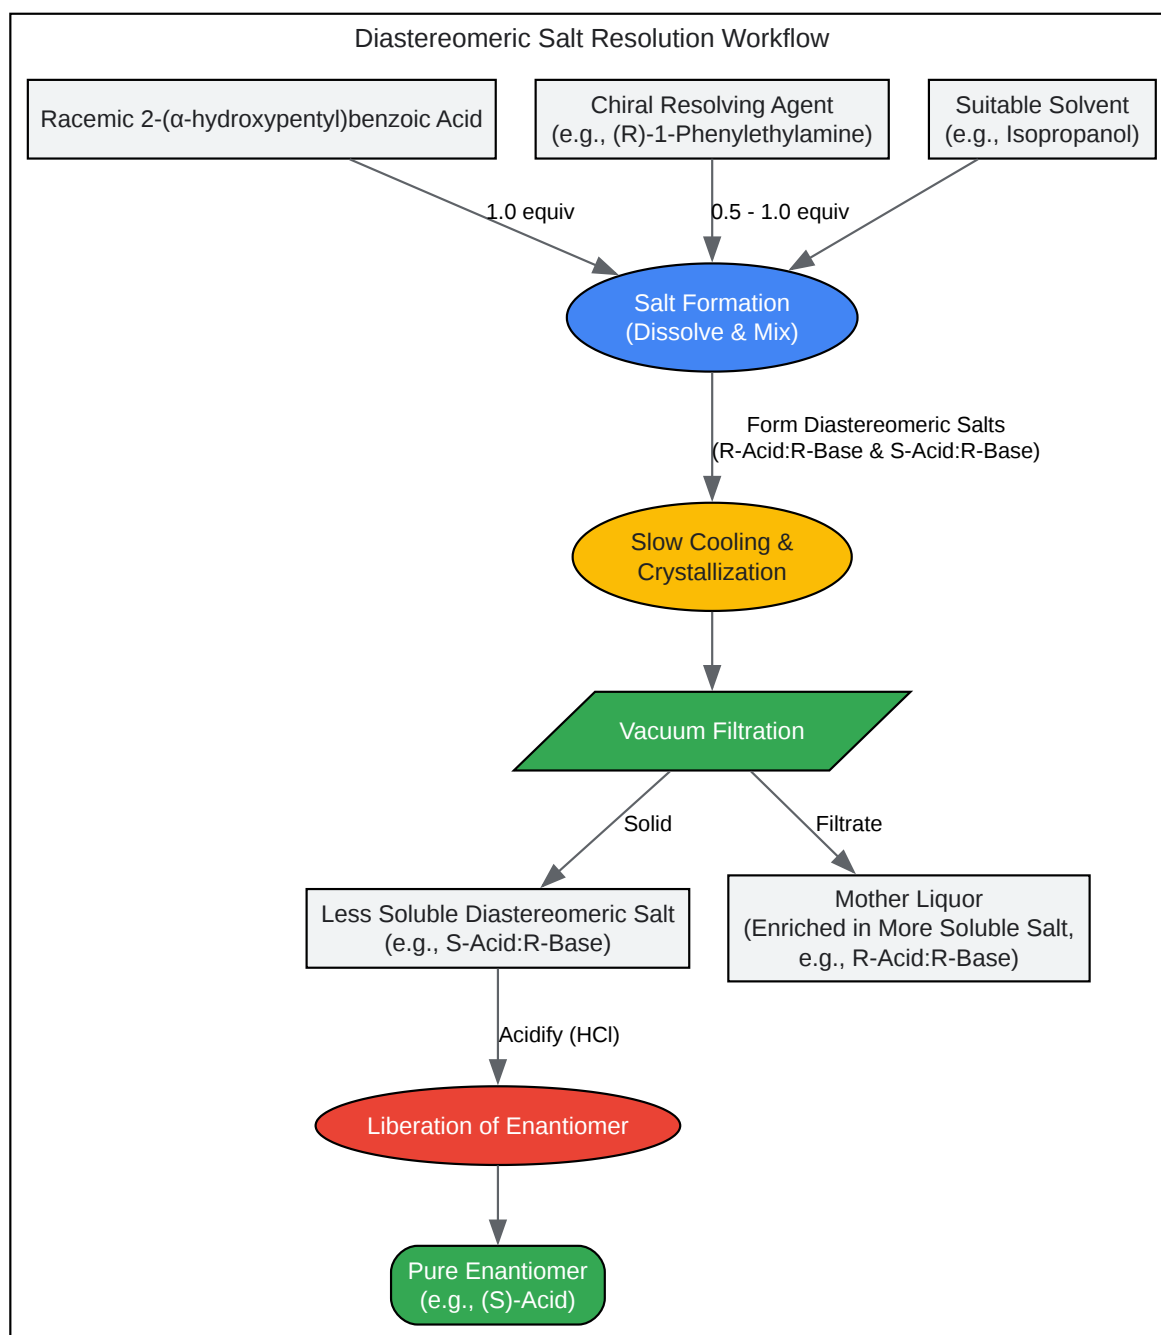 Diastereomeric Salt Resolution Workflow
Racemic 2-(α-hydroxypentyl)benzoic Acid
Chiral Resolving Agent
(e.g., (R)-1-Phenylethylamine)
Suitable Solvent
(e.g., Isopropanol)
1.0 equiv
0.5 - 1.0 equiv
Salt Formation
(Dissolve & Mix)
Form Diastereomeric Salts
(R-Acid:R-Base & S-Acid:R-Base)
Slow Cooling &
Crystallization
Vacuum Filtration
Solid
Filtrate
Less Soluble Diastereomeric Salt
(e.g., S-Acid:R-Base)
Mother Liquor
(Enriched in More Soluble Salt,
e.g., R-Acid:R-Base)
Acidify (HCl)
Liberation of Enantiomer
Pure Enantiomer
(e.g., (S)-Acid)